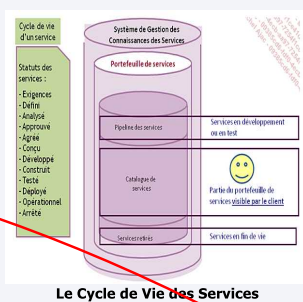 Cycle de vie
d'un service
Statuts des
services :
- Exigences
- Défini
- Analysé
- Approuvé
- Agréé
- Conçu
- Développé
- Construit
- Testé
- Déployé
- Opérationnel
- Arrêté
Système de Gestion des
Connaissances des Services
Portefeuille de services
Pipeline des services
Services en développement
ou en test
Catalogue de
services
Partie du portefeuille de
services visible par le client
Services retirés
Services en fin de vie
Le Cycle de Vie des Services